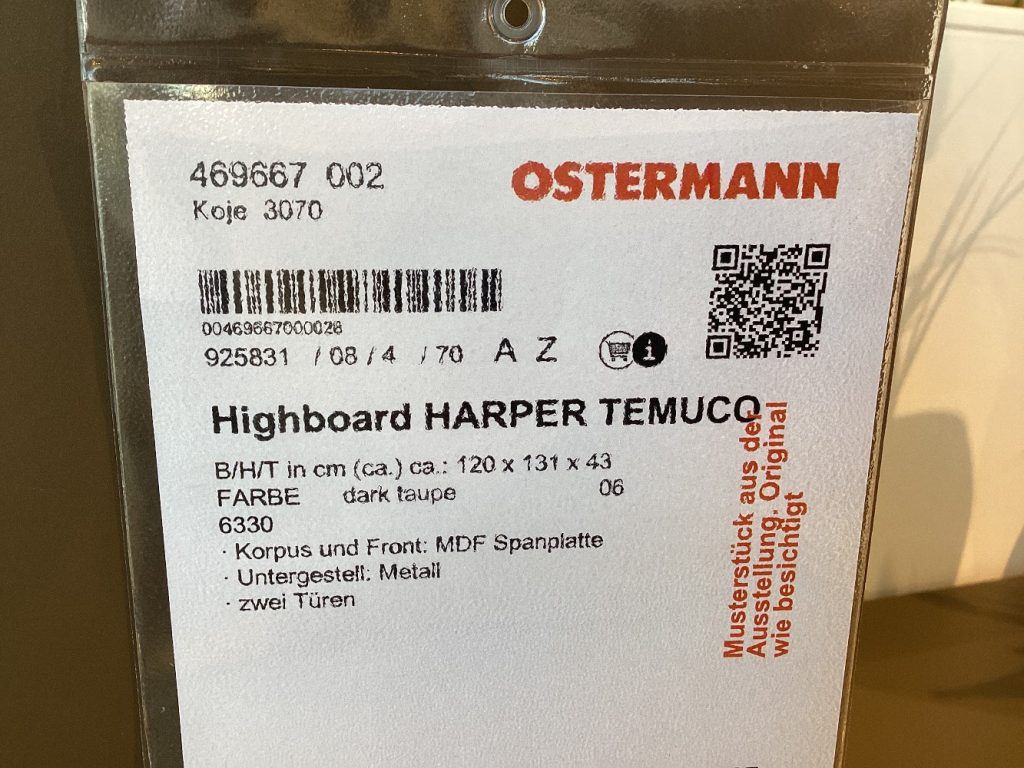 469667 002
OSTERMANN
Koje 3070
00469667000028
925831 / 08 / 4 / 70 A Z
Highboard HARPER TEMUCO
B/H/T in cm (ca.) ca.: 120 x 131 x 43
FARBE dark taupe 06
6330
· Korpus und Front: MDF Spanplatte
· Untergestell: Metall
· zwei Türen
Musterstück aus der
Ausstellung. Original
wie besichtigt